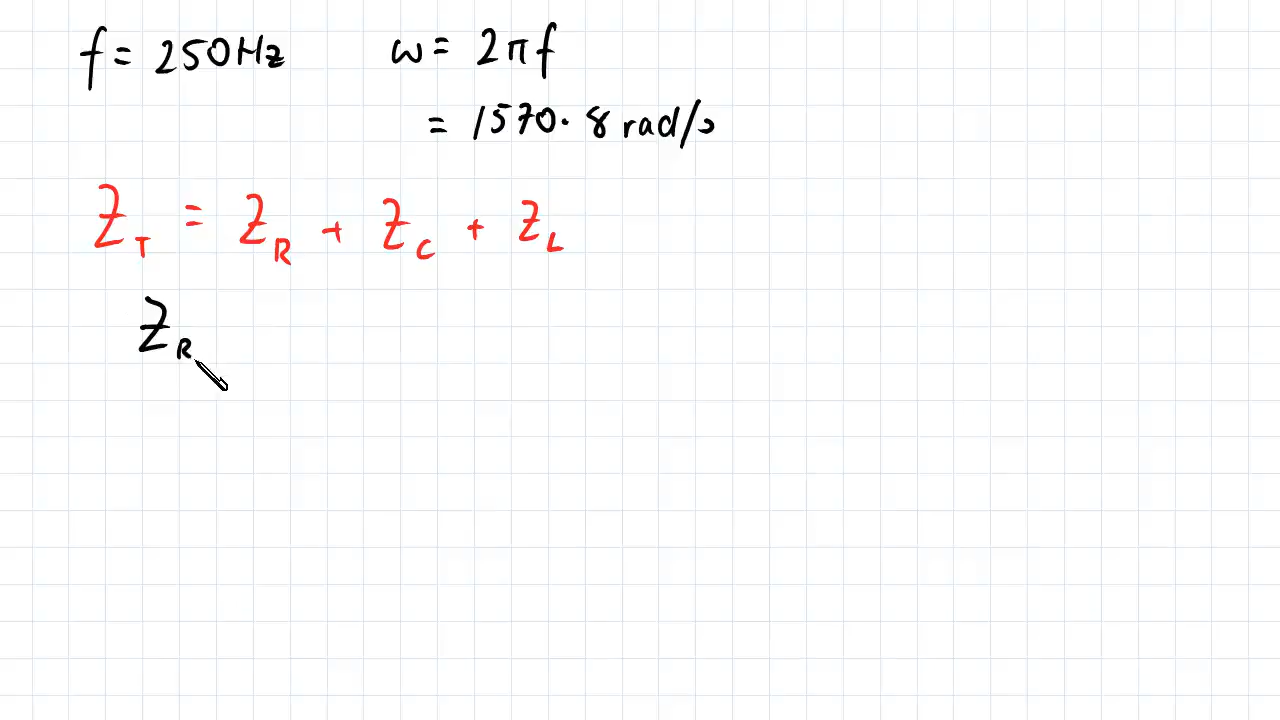 f = 250Hz ω = 2πf
= 1570.8 rad/s
Z_T = Z_R + Z_C + Z_L
Z_R